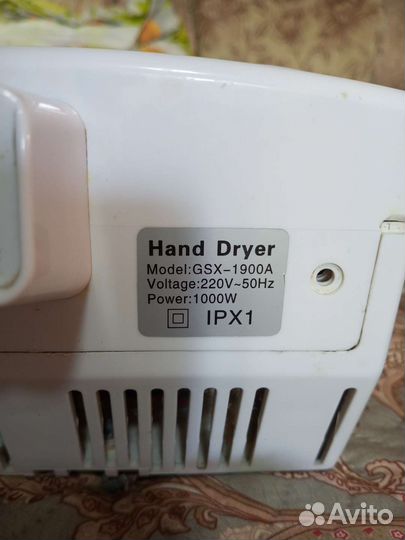 Hand Dryer
Model:GSX-1900A
Voltage:220V~50Hz
Power:1000W
IPX1
Avito